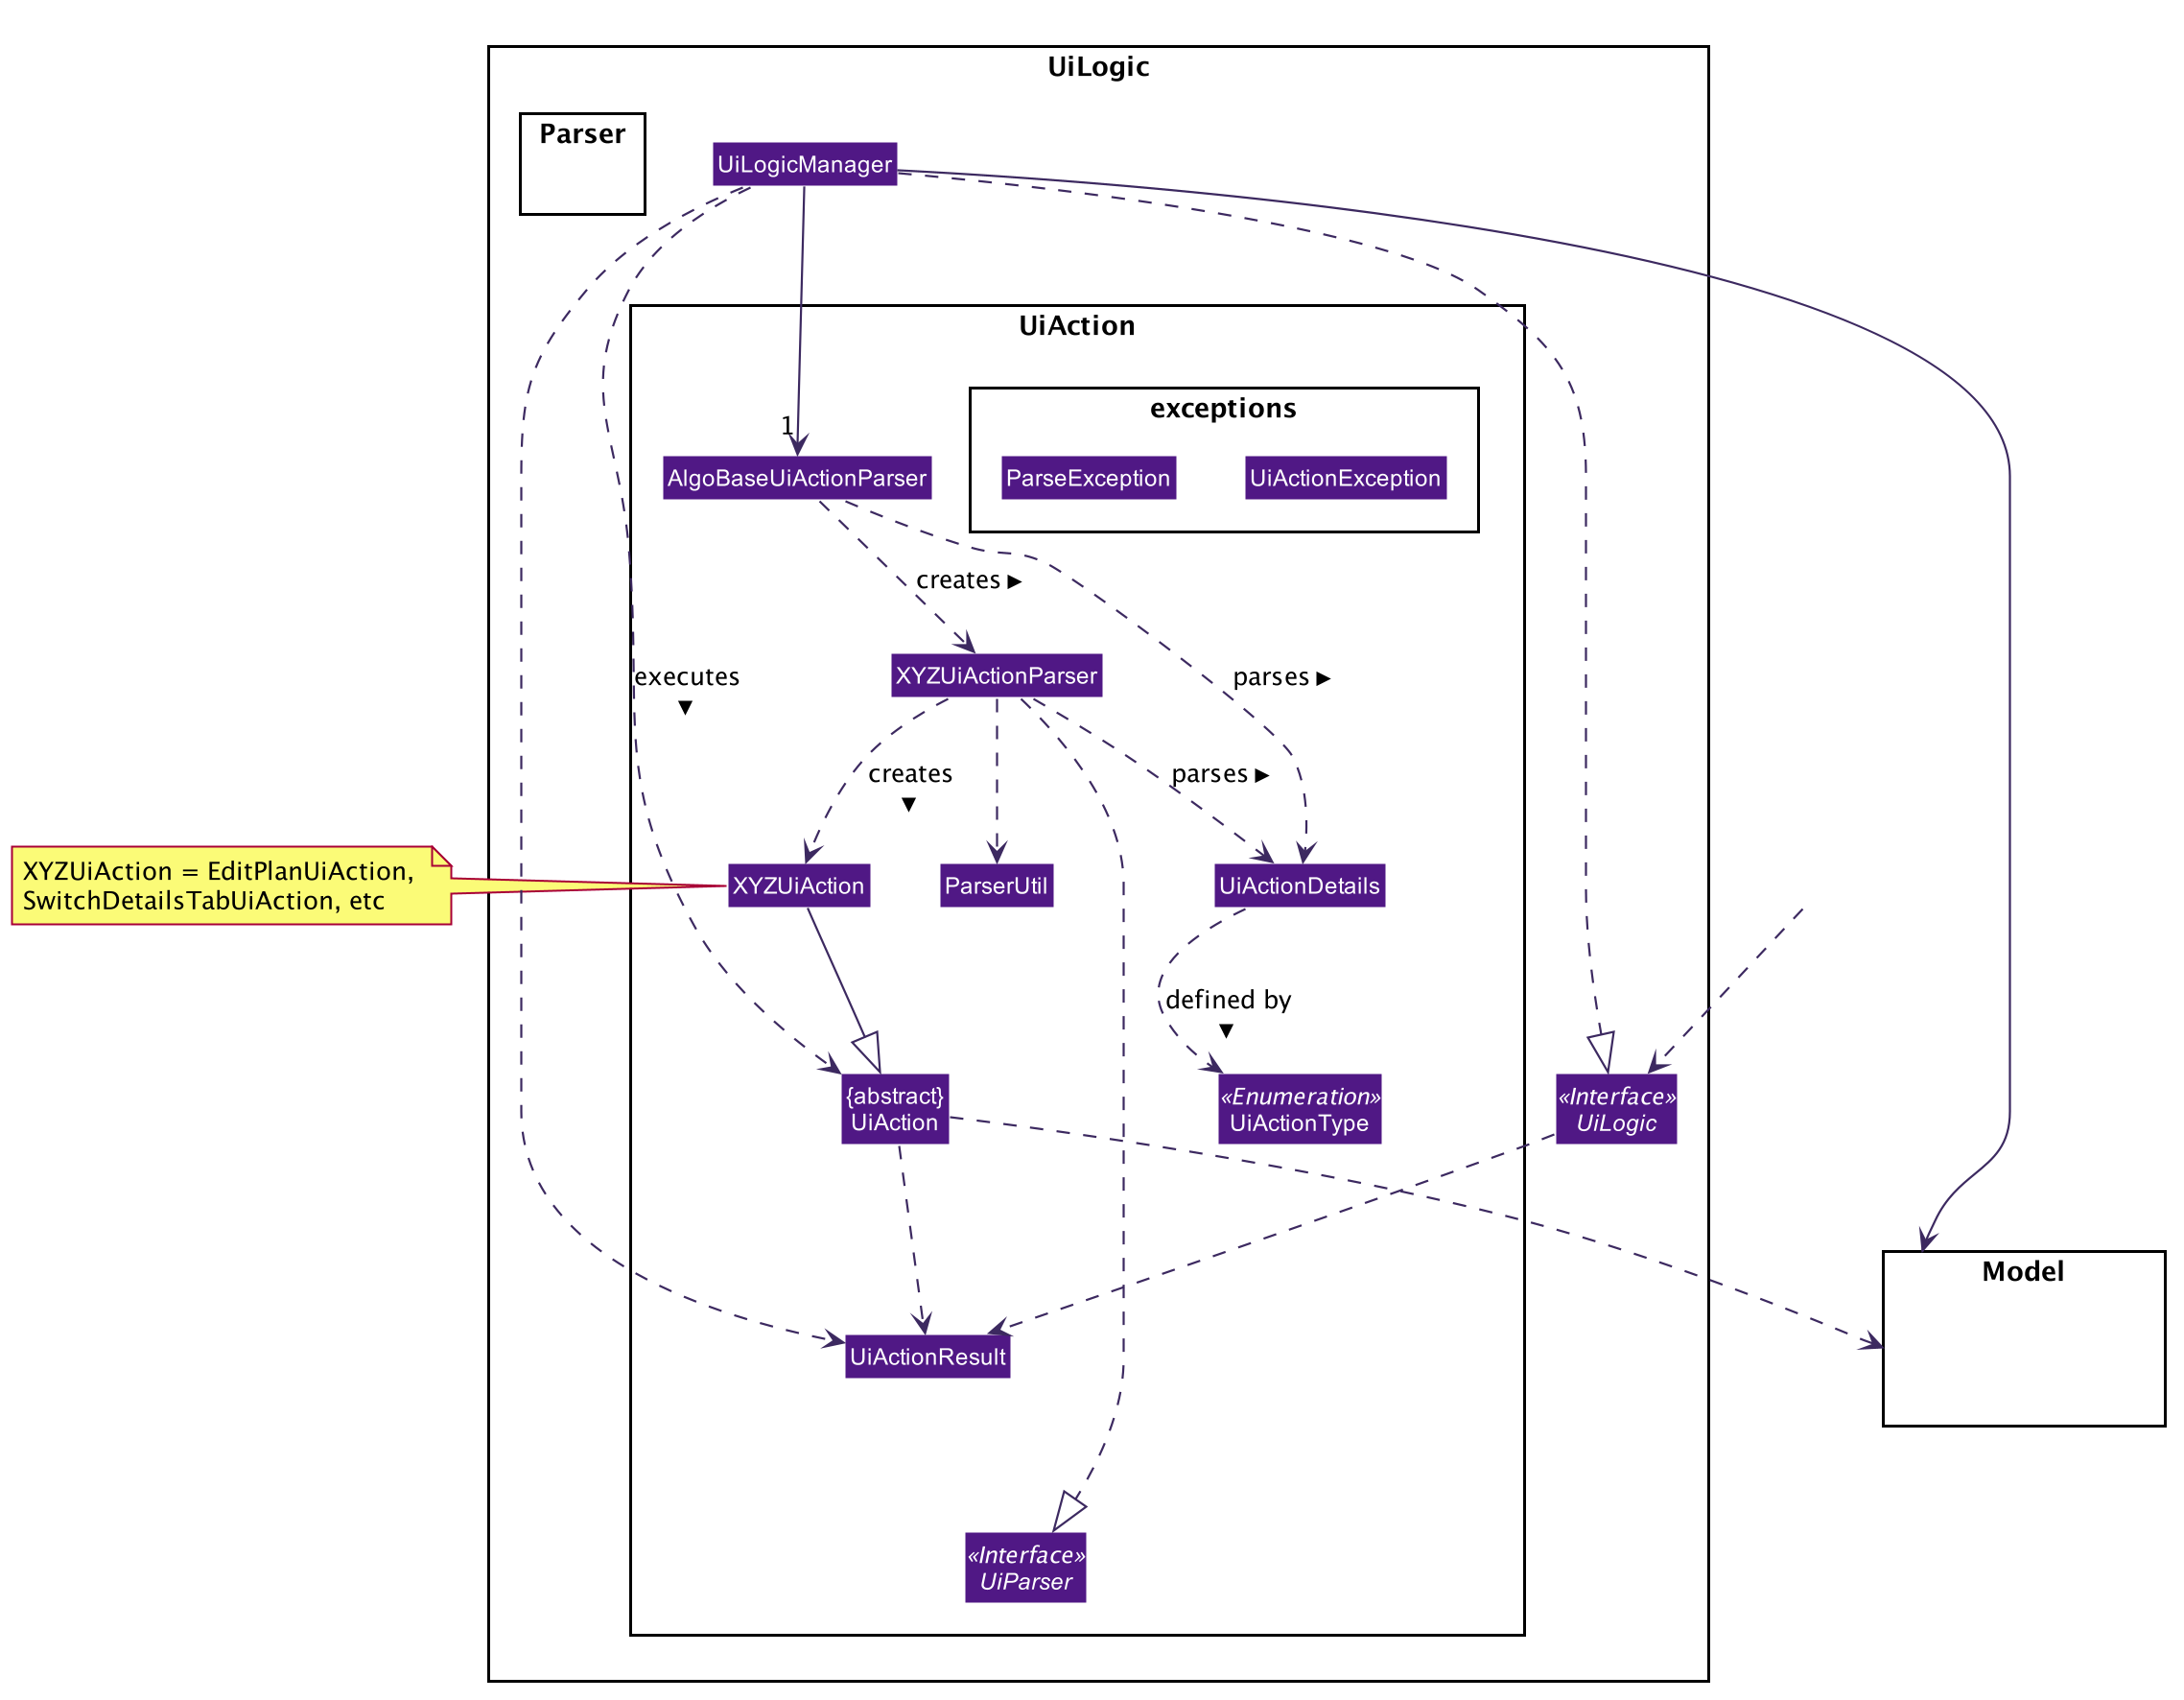 UiLogic
Parser
UiLogicManager
UiAction
exceptions
1
AlgoBaseUiActionParser
ParseException
UiActionException
creates ▶
XYZUiActionParser
executes
▼
parses ▶
creates
▼
parses ▶
XYZUiAction = EditPlanUiAction,
SwitchDetailsTabUiAction, etc
XYZUiAction
ParserUtil
UiActionDetails
defined by
▼
{abstract}
UiAction
«Enumeration»
UiActionType
«Interface»
UiLogic
Model
UiActionResult
«Interface»
UiParser